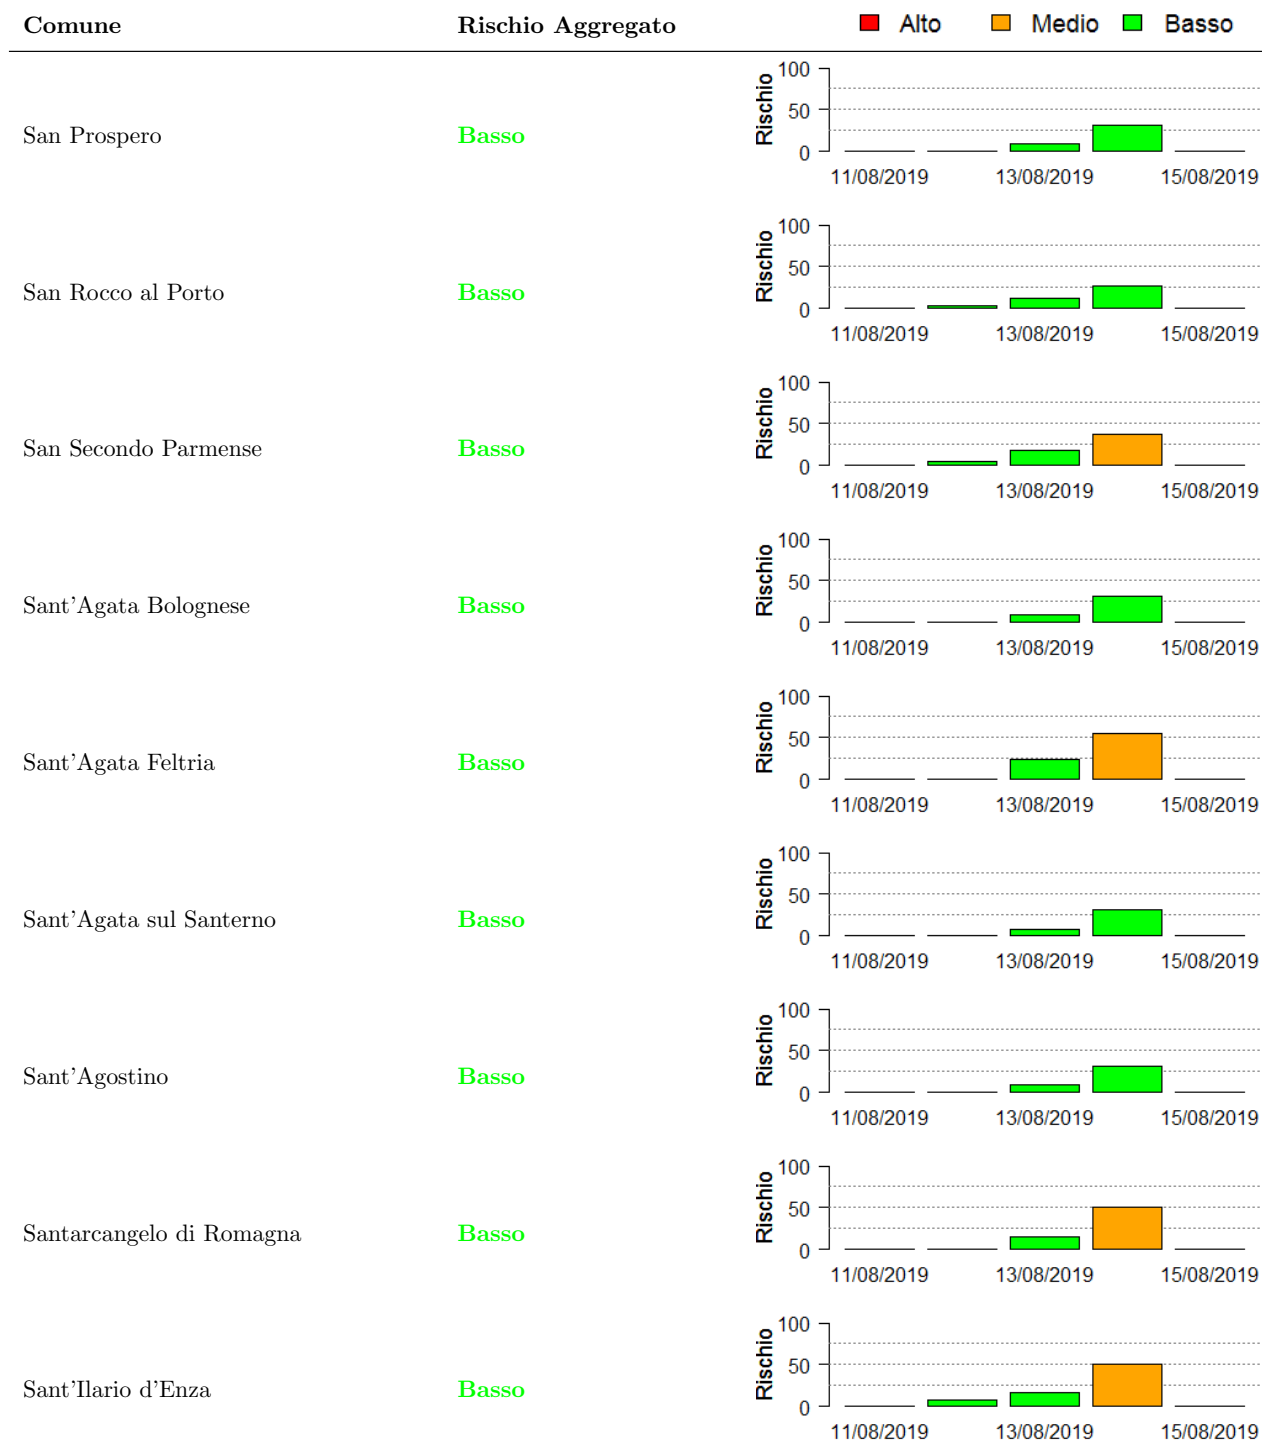 Comune Rischio Aggregato Alto Medio Basso
San Prospero Basso Rischio 100 50 0
11/08/2019 13/08/2019 15/08/2019
San Rocco al Porto Basso Rischio 100 50 0
11/08/2019 13/08/2019 15/08/2019
San Secondo Parmense Basso Rischio 100 50 0
11/08/2019 13/08/2019 15/08/2019
Sant'Agata Bolognese Basso Rischio 100 50 0
11/08/2019 13/08/2019 15/08/2019
Sant'Agata Feltria Basso Rischio 100 50 0
11/08/2019 13/08/2019 15/08/2019
Sant'Agata sul Santerno Basso Rischio 100 50 0
11/08/2019 13/08/2019 15/08/2019
Sant'Agostino Basso Rischio 100 50 0
11/08/2019 13/08/2019 15/08/2019
Santarcangelo di Romagna Basso Rischio 100 50 0
11/08/2019 13/08/2019 15/08/2019
Sant'Ilario d'Enza Basso Rischio 100 50 0
11/08/2019 13/08/2019 15/08/2019